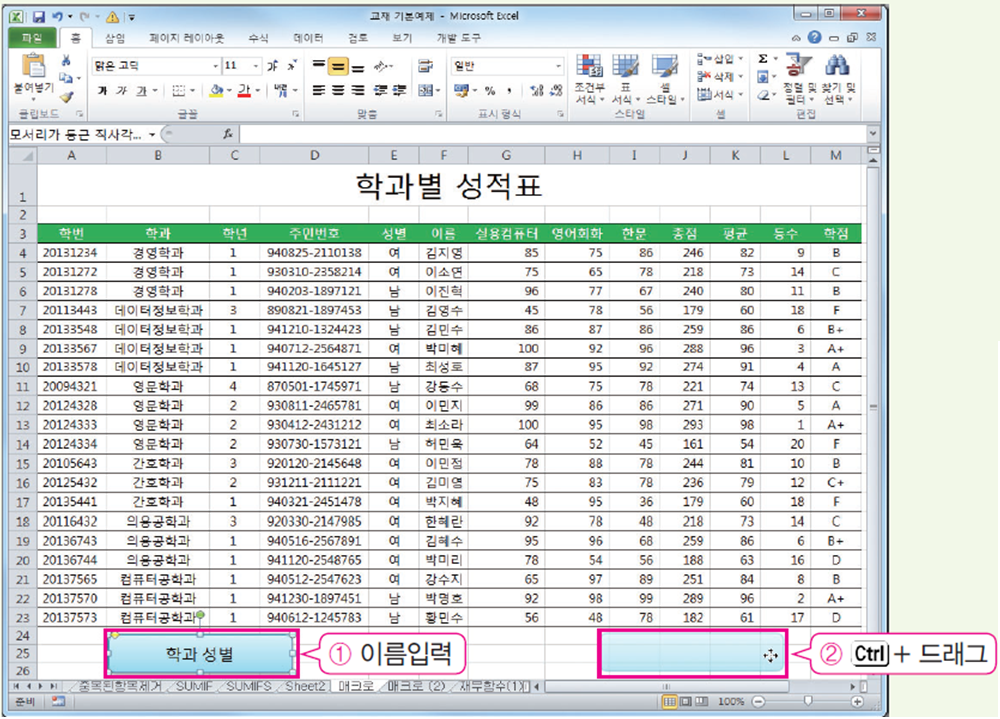 교재 기본예제 - Microsoft Excel
파일 홈 삽입 페이지 레이아웃 수식 데이터 검토 보기 개발 도구
맑은 고딕 11 가 가 일반 삽입 Σ
붙여넣기 삭제
가 가 가 가 % , 조건부 서식 표 서식 셀 스타일 서식 정렬 및 필터 찾기 및 선택
클립보드 글꼴 맞춤 표시 형식 스타일 셀 편집
모서리가 둥근 직사각... fx
A B C D E F G H I J K L M
1 학과별 성적표
2
3 학번 학과 학년 주민번호 성별 이름 실용컴퓨터 영어회화 한문 총점 평균 등수 학점
4 20131234 경영학과 1 940825-2110138 여 김지영 85 75 86 246 82 9 B
5 20131272 경영학과 1 930310-2358214 여 이소연 75 65 78 218 73 14 C
6 20131278 경영학과 1 940203-1897121 남 이진혁 96 77 67 240 80 11 B
7 20113443 데이터정보학과 3 890821-1897453 남 김영수 45 78 56 179 60 18 F
8 20133548 데이터정보학과 1 941210-1324423 남 김민수 86 87 86 259 86 6 B+
9 20133567 데이터정보학과 1 940712-2564871 여 박미혜 100 92 96 288 96 3 A+
10 20133578 데이터정보학과 1 941120-1645127 남 최성호 87 95 92 274 91 4 A
11 20094321 영문학과 4 870501-1745971 남 강동수 68 75 78 221 74 13 C
12 20124328 영문학과 2 930811-2465781 여 이민지 99 86 86 271 90 5 A
13 20124333 영문학과 2 930412-2431212 여 최소라 100 95 98 293 98 1 A+
14 20124334 영문학과 2 930730-1573121 남 허민욱 64 52 45 161 54 20 F
15 20105643 간호학과 3 920120-2145648 여 이민정 78 88 78 244 81 10 B
16 20125432 간호학과 2 931211-2111221 여 김미영 75 83 78 236 79 12 C+
17 20135441 간호학과 1 940321-2451478 여 박지혜 48 95 36 179 60 18 F
18 20116432 의용공학과 3 920330-2147985 여 한혜란 92 78 48 218 73 14 C
19 20136743 의용공학과 1 940516-2567891 여 김혜수 95 96 68 259 86 6 B+
20 20136744 의용공학과 1 941120-2548765 여 박미리 78 54 56 188 63 16 D
21 20137565 컴퓨터공학과 1 940512-2547623 여 강수지 65 97 89 251 84 8 B
22 20137570 컴퓨터공학과 1 941230-1897451 남 박명호 92 98 99 289 96 2 A+
23 20137573 컴퓨터공학과 1 940612-1245783 남 황민수 56 48 78 182 61 17 D
24
25 학과 성별 ① 이름입력 ② Ctrl + 드래그
26
중복된항목제거 SUMIF SUMIFS Sheet2 매크로 매크로 (2) 재무함수(1)
준비 100%